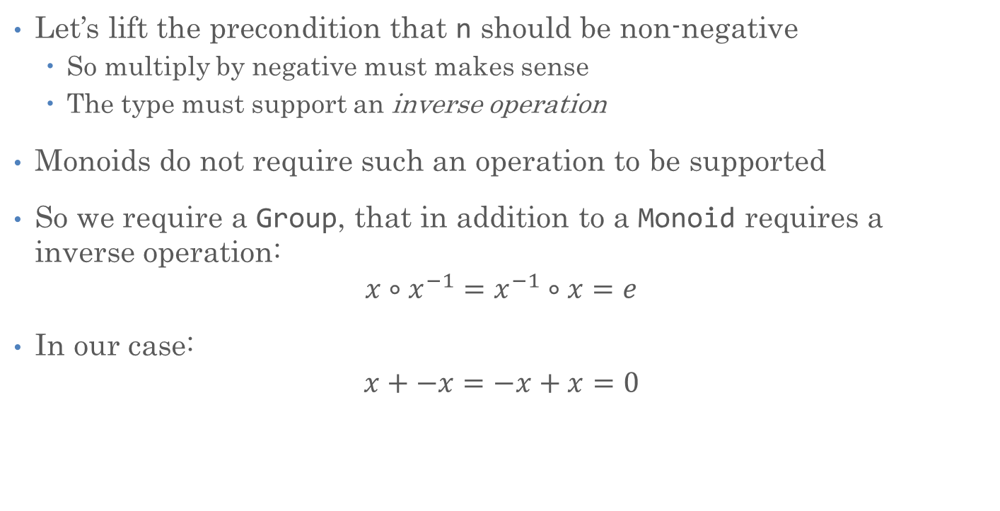 • Let’s lift the precondition that n should be non-negative
• So multiply by negative must makes sense
• The type must support an inverse operation
• Monoids do not require such an operation to be supported
• So we require a Group, that in addition to a Monoid requires a
inverse operation:
x ∘ x⁻¹ = x⁻¹ ∘ x = e
• In our case:
x + −x = −x + x = 0